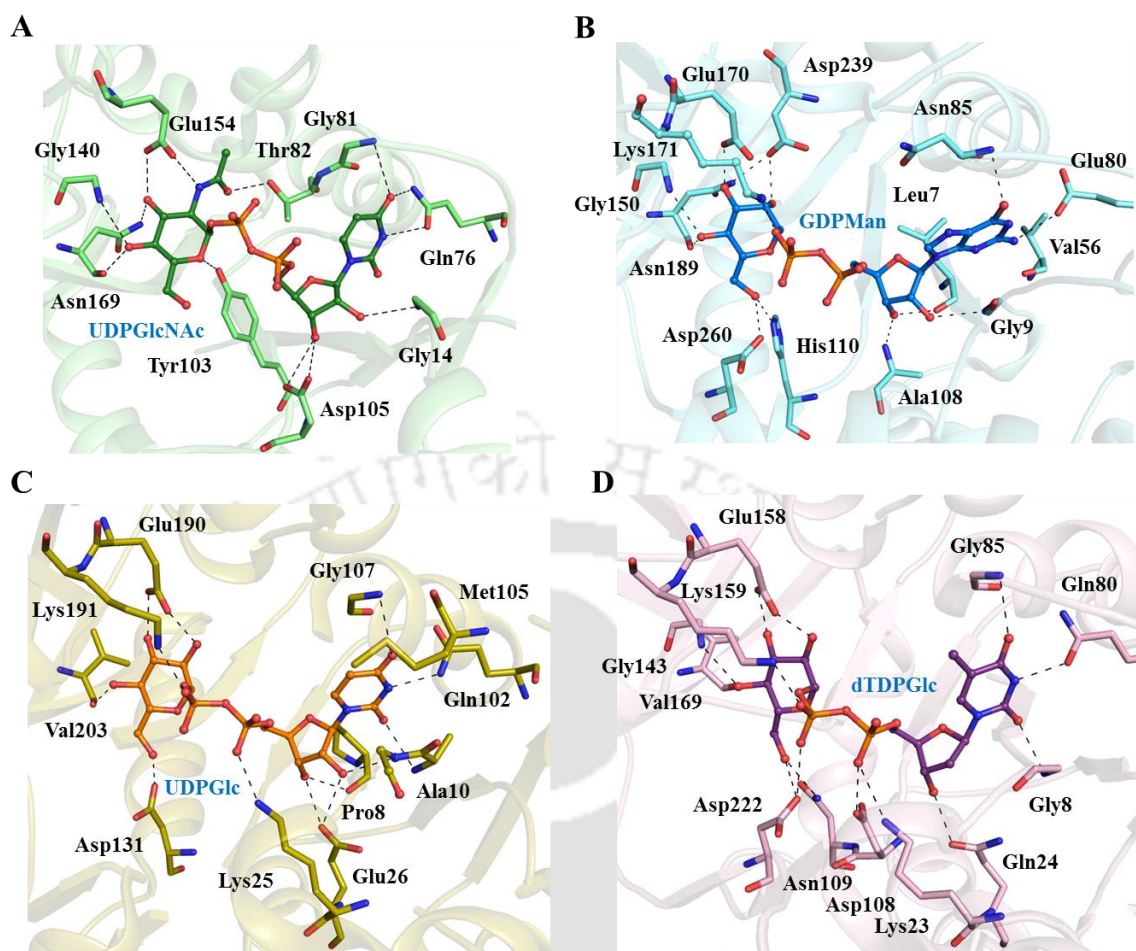 A
Glu154
Gly81
Gly140
Thr82
Gln76
Asn169
UDPGlcNAc
Tyr103
Gly14
Asp105
B
Asp239
Glu170
Asn85
Glu80
Lys171
Leu7
Gly150
GDPMan
Val56
Asn189
Gly9
Asp260
His110
Ala108
C
Glu190
Gly107
Met105
Lys191
Gln102
Val203
UDPGlc
Ala10
Pro8
Asp131
Lys25
Glu26
D
Glu158
Gly85
Gln80
Lys159
Gly143
dTDPGlc
Val169
Gly8
Asp222
Gln24
Asn109
Asp108
Lys23